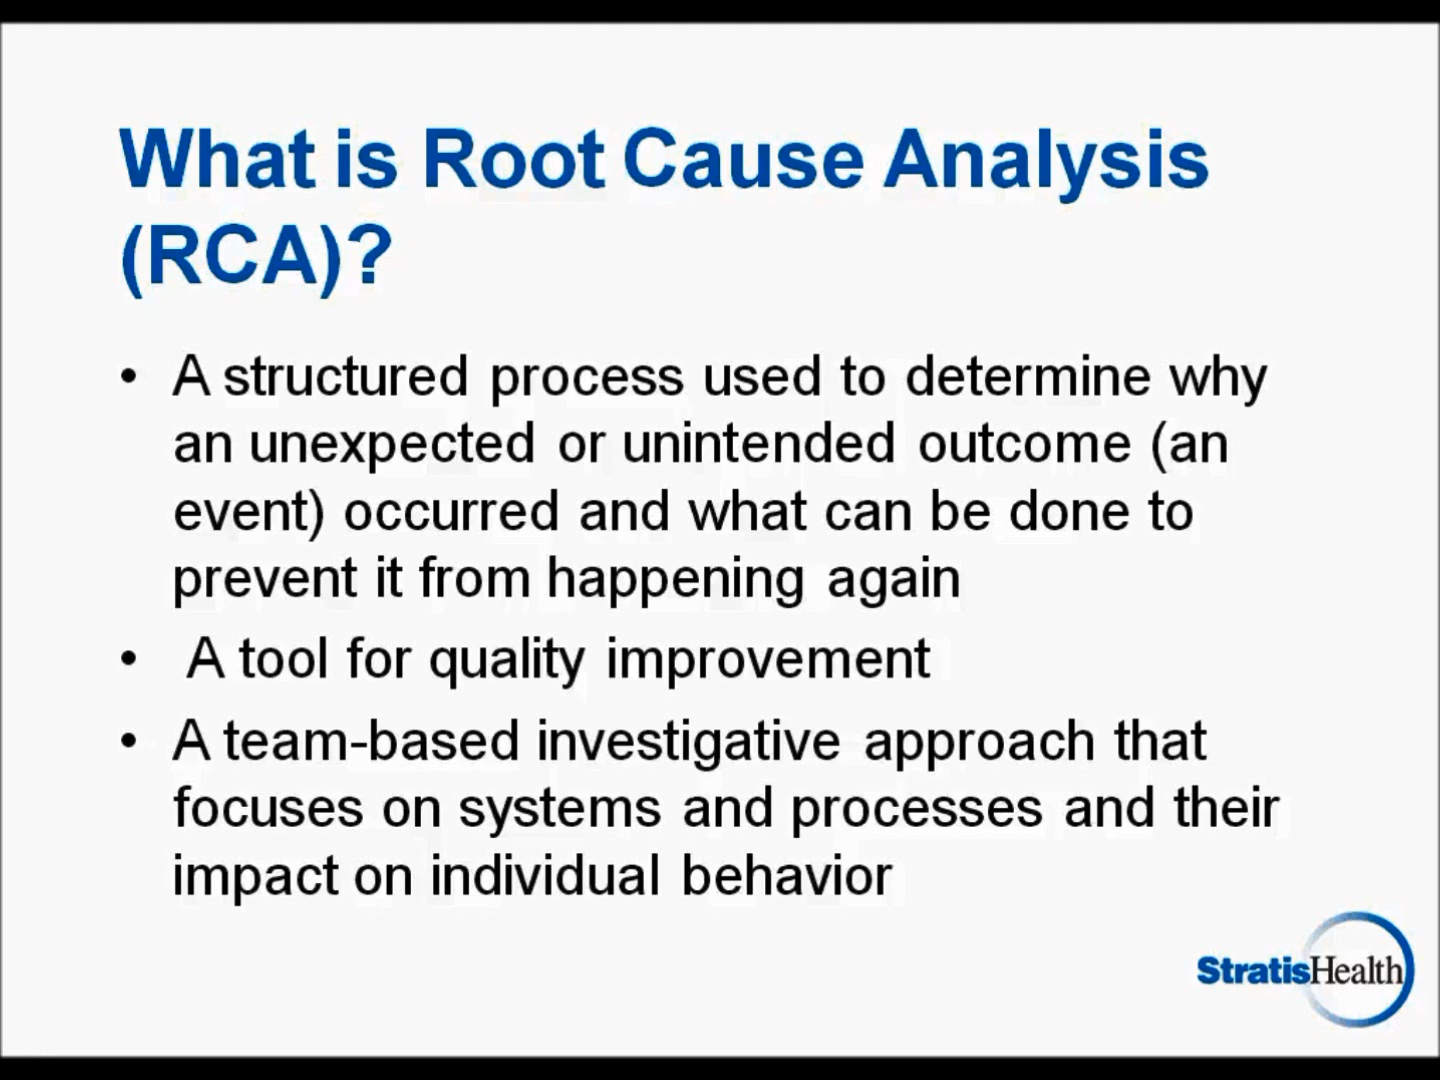 What is Root Cause Analysis
(RCA)?
• A structured process used to determine why
an unexpected or unintended outcome (an
event) occurred and what can be done to
prevent it from happening again
• A tool for quality improvement
• A team-based investigative approach that
focuses on systems and processes and their
impact on individual behavior
StratisHealth